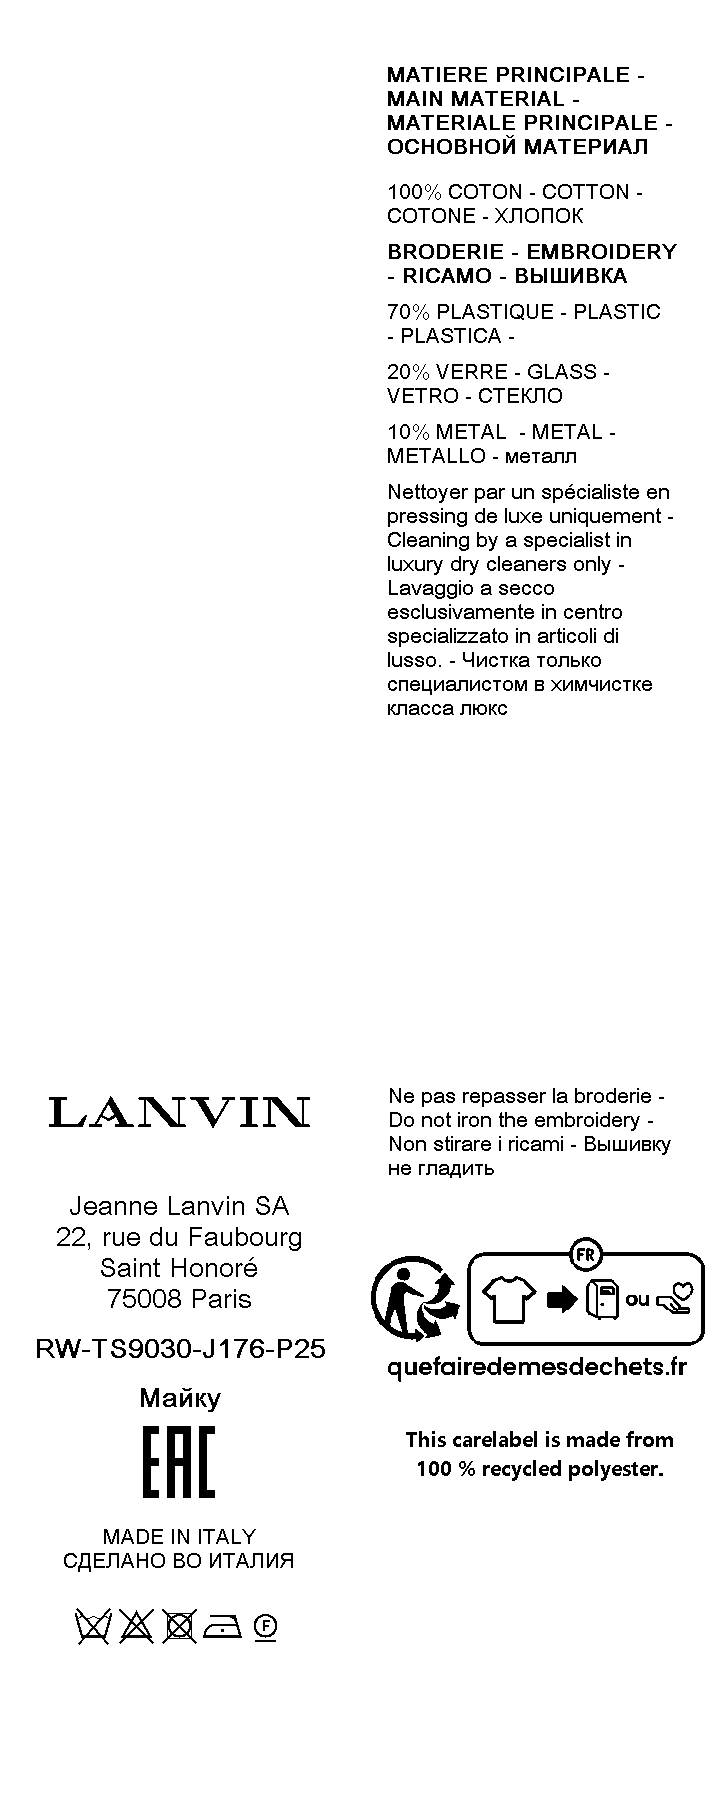 MATIERE PRINCIPALE -
MAIN MATERIAL -
MATERIALE PRINCIPALE -
ОСНОВНОЙ МАТЕРИАЛ
100% COTON - COTTON -
COTONE - ХЛОПОК
BRODERIE - EMBROIDERY
- RICAMO - ВЫШИВКА
70% PLASTIQUE - PLASTIC
- PLASTICA -
20% VERRE - GLASS -
VETRO - СТЕКЛО
10% METAL  - METAL -
METALLO - металл
Nettoyer par un spécialiste en
pressing de luxe uniquement -
Cleaning by a specialist in
luxury dry cleaners only -
Lavaggio a secco
esclusivamente in centro
specializzato in articoli di
lusso. - Чистка только
специалистом в химчистке
класса люкс
LANVIN
Jeanne Lanvin SA
22, rue du Faubourg
Saint Honoré
75008 Paris
RW-TS9030-J176-P25
Майку
EAC
MADE IN ITALY
СДЕЛАНО ВО ИТАЛИЯ
F
Ne pas repasser la broderie -
Do not iron the embroidery -
Non stirare i ricami - Вышивку
не гладить
FR
ou
quefairedemesdechets.fr
This carelabel is made from
100 % recycled polyester.